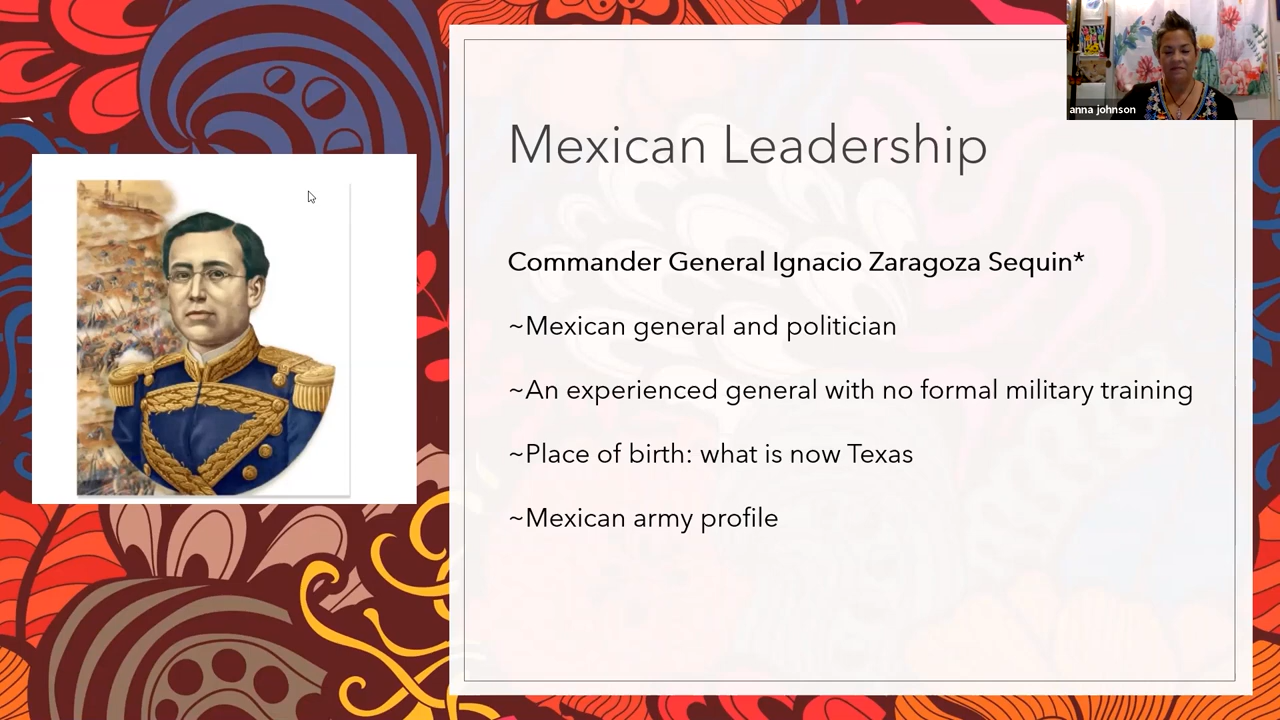 Mexican Leadership
Commander General Ignacio Zaragoza Sequin*
~Mexican general and politician
~An experienced general with no formal military training
~Place of birth: what is now Texas
~Mexican army profile
anna johnson